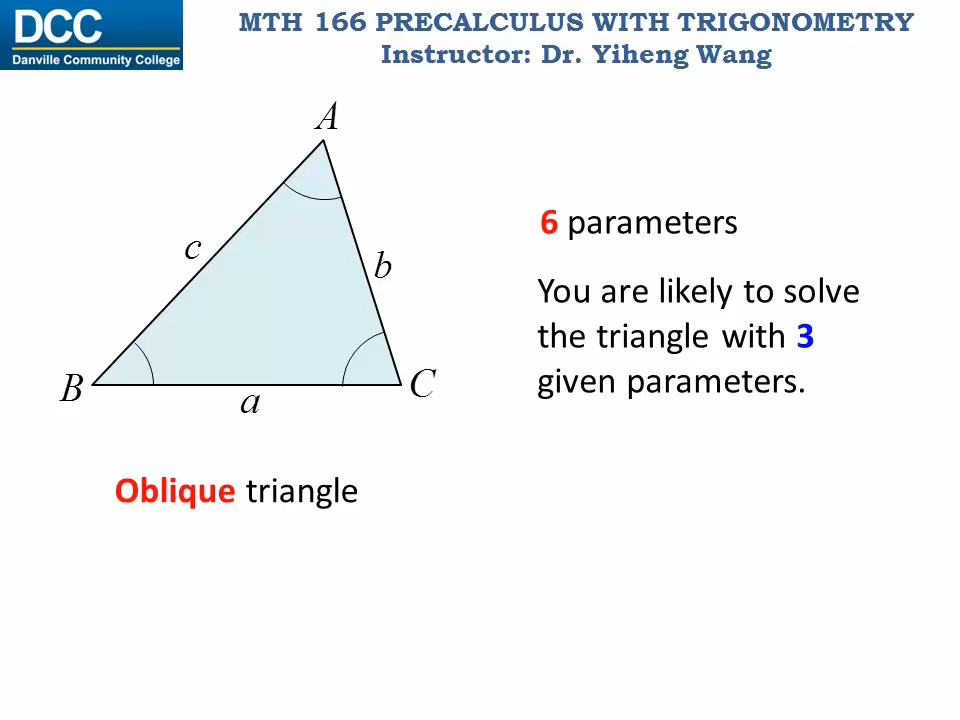 DCC
Danville Community College
MTH 166 PRECALCULUS WITH TRIGONOMETRY
Instructor: Dr. Yiheng Wang
A
c
b
B
a
C
6 parameters
You are likely to solve
the triangle with 3
given parameters.
Oblique triangle